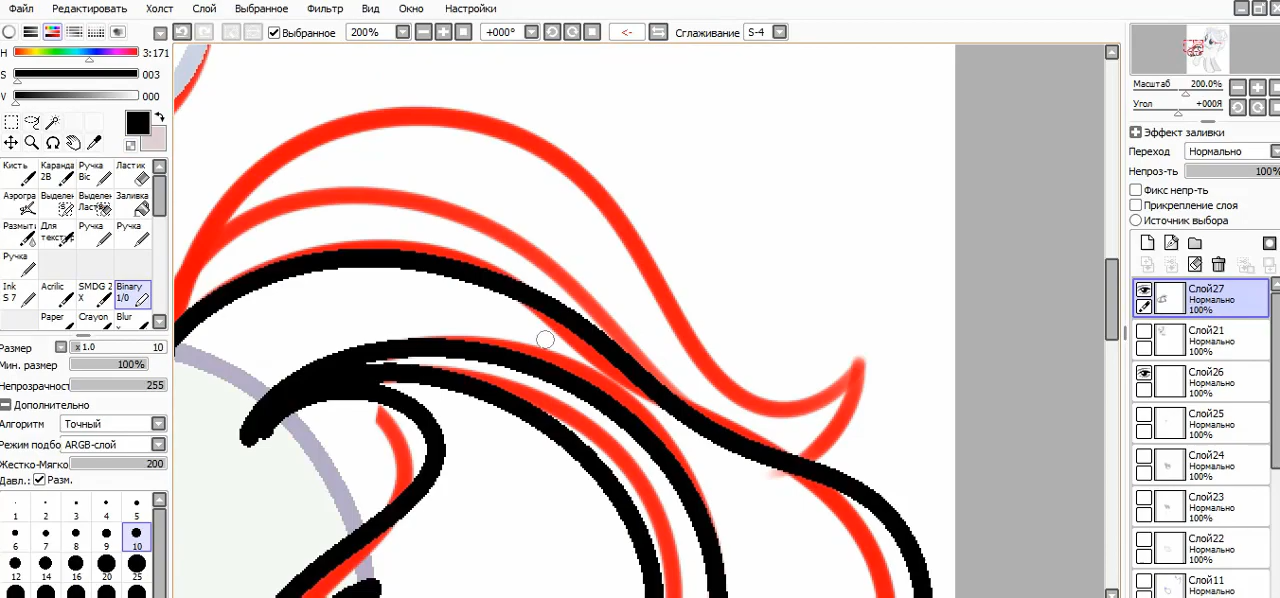 Файл Редактировать Холст Слой Выбранное Фильтр Вид Окно Настройки
Выбранное 200% +000° <- Сглаживание S-4
H 3:171
S 003
V 000
Кисть Каранда 2B Ручка Bic Ластик
Аэрогра Выделен Выделен Ласт Заливка
Размыт Для текст Ручка Ручка
Ручка
Ink S 7 Acrilic SMDG 2 X Binary 1/0
Paper Crayon Blur
Размер x 1.0 10
Мин. размер 100%
Непрозрачност 255
Дополнительно
Алгоритм Точный
Режим подбо ARGB-слой
Жестко-Мягко 200
Давл.: Разм.
1 2 3 4 5
6 7 8 9 10
12 14 16 20 25
Масштаб 200.0%
Угол +000Я
Эффект заливки
Переход Нормально
Непроз-ть 100%
Фикс непр-ть
Прикрепление слоя
Источник выбора
Слой27
Нормально
100%
Слой21
Нормально
100%
Слой26
Нормально
100%
Слой25
Нормально
100%
Слой24
Нормально
100%
Слой23
Нормально
100%
Слой22
Нормально
100%
Слой11
Нормально
100%